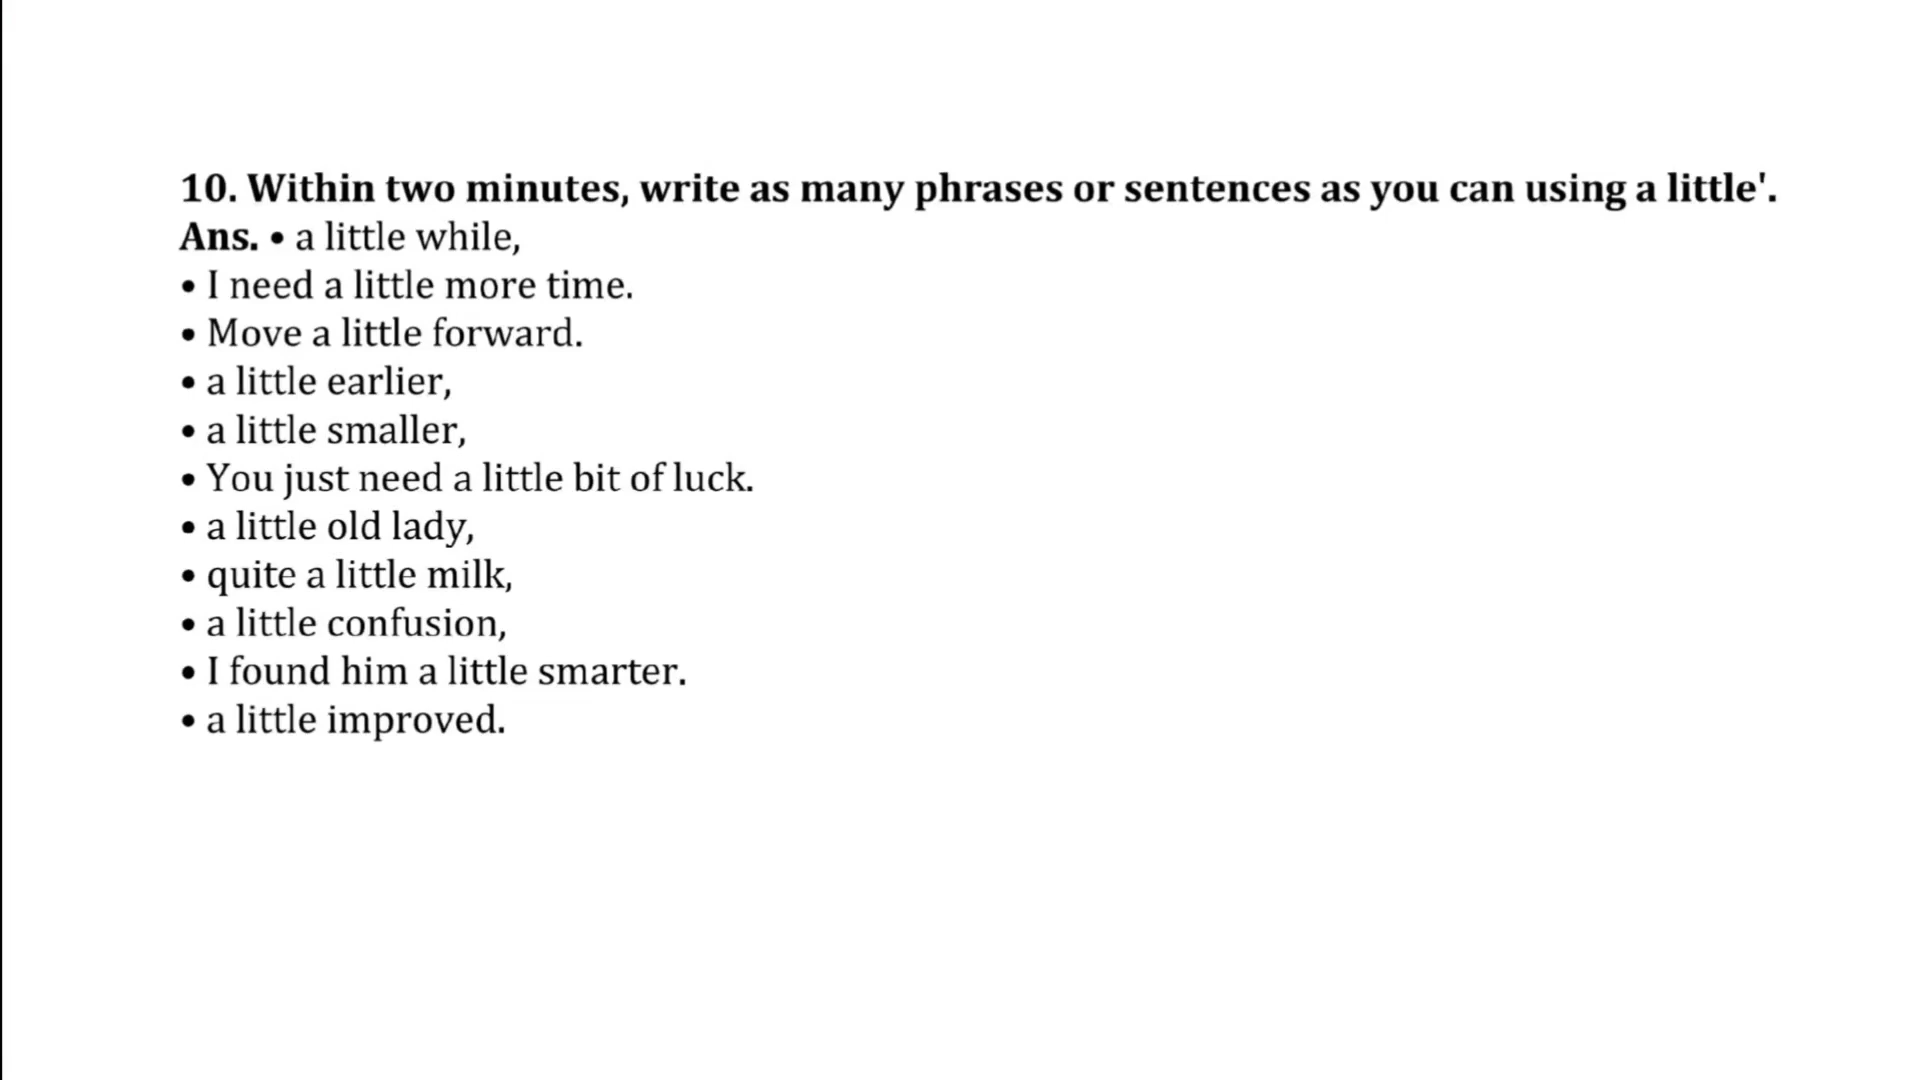 10. Within two minutes, write as many phrases or sentences as you can using a little'.
Ans. • a little while,
• I need a little more time.
• Move a little forward.
• a little earlier,
• a little smaller,
• You just need a little bit of luck.
• a little old lady,
• quite a little milk,
• a little confusion,
• I found him a little smarter.
• a little improved.